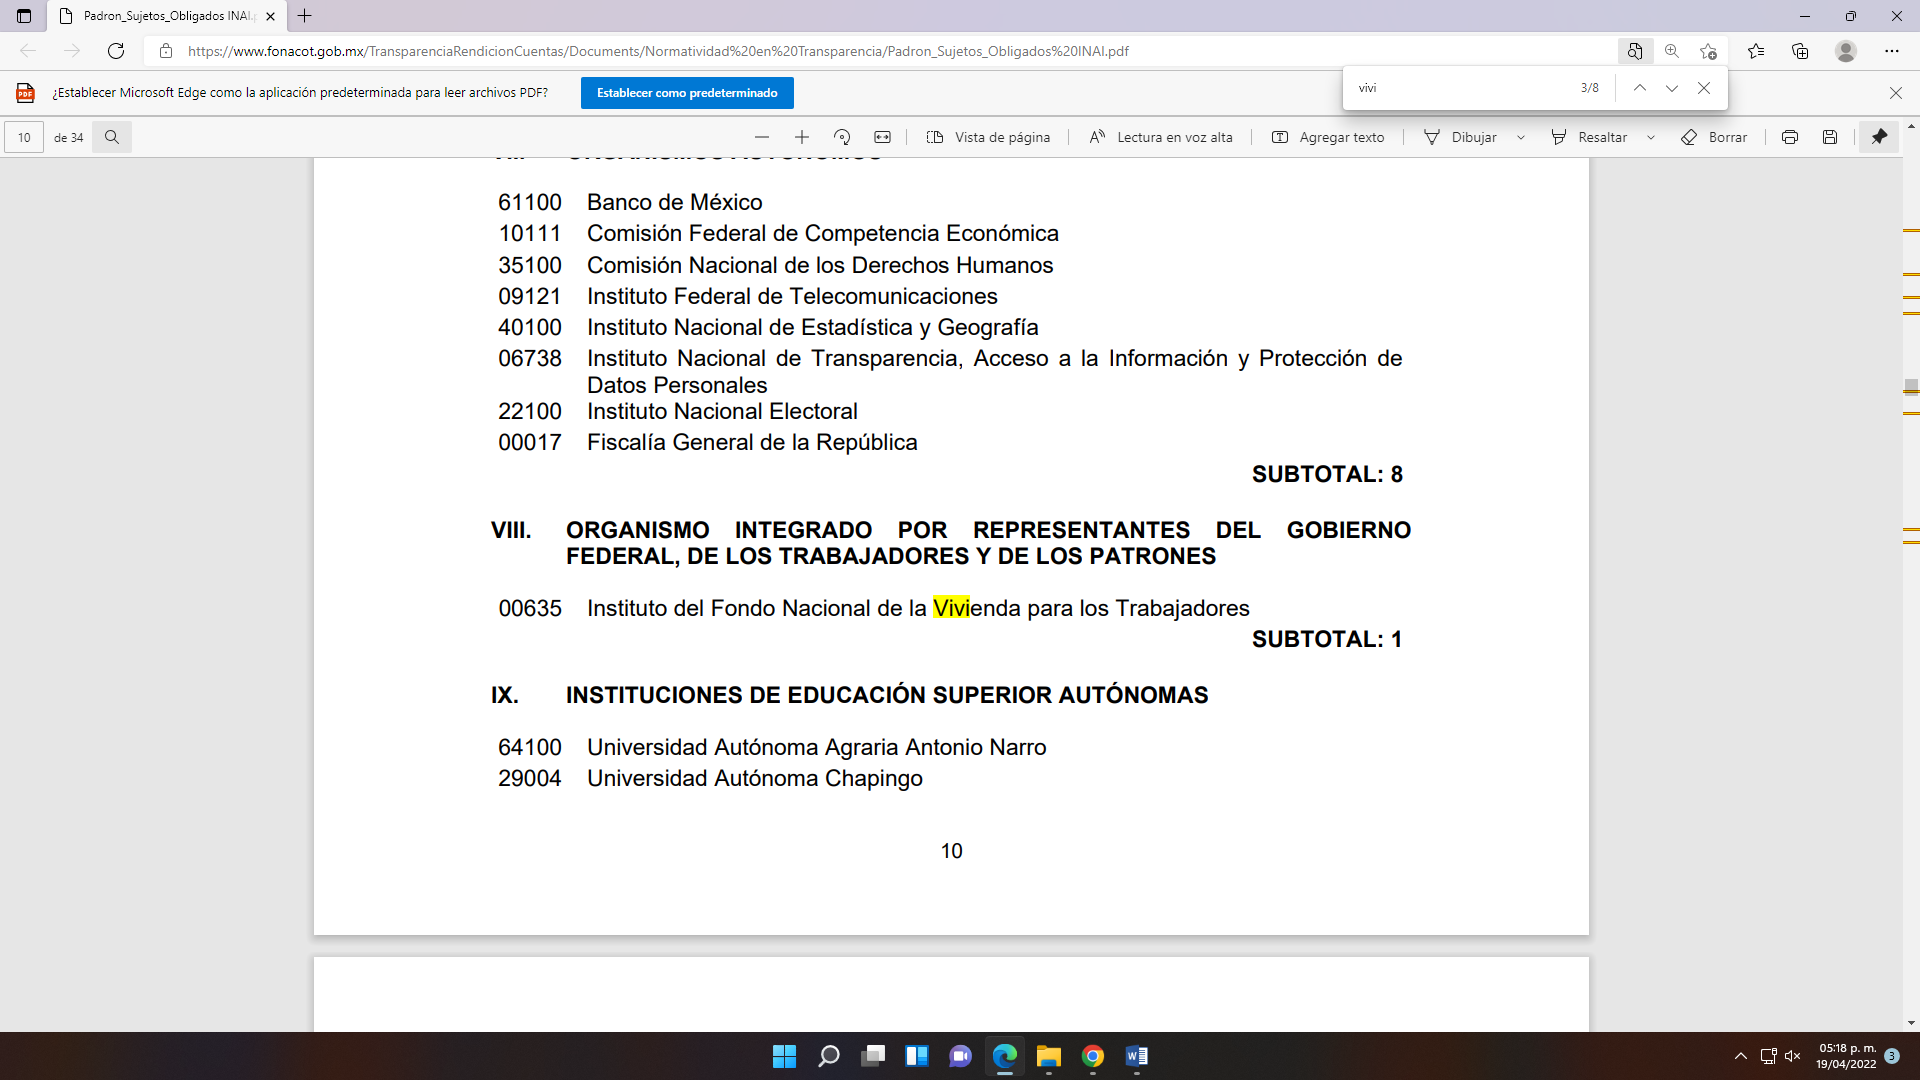 Padron_Sujetos_Obligados INAI.p
https://www.fonacot.gob.mx/TransparenciaRendicionCuentas/Documents/Normatividad%20en%20Transparencia/Padron_Sujetos_Obligados%20INAI.pdf
¿Establecer Microsoft Edge como la aplicación predeterminada para leer archivos PDF?
Establecer como predeterminado
vivi
3/8
10 de 34
Vista de página
Lectura en voz alta
Agregar texto
Dibujar
Resaltar
Borrar
61100 Banco de México
10111 Comisión Federal de Competencia Económica
35100 Comisión Nacional de los Derechos Humanos
09121 Instituto Federal de Telecomunicaciones
40100 Instituto Nacional de Estadística y Geografía
06738 Instituto Nacional de Transparencia, Acceso a la Información y Protección de
Datos Personales
22100 Instituto Nacional Electoral
00017 Fiscalía General de la República
SUBTOTAL: 8
VIII. ORGANISMO INTEGRADO POR REPRESENTANTES DEL GOBIERNO
FEDERAL, DE LOS TRABAJADORES Y DE LOS PATRONES
00635 Instituto del Fondo Nacional de la Vivienda para los Trabajadores
SUBTOTAL: 1
IX. INSTITUCIONES DE EDUCACIÓN SUPERIOR AUTÓNOMAS
64100 Universidad Autónoma Agraria Antonio Narro
29004 Universidad Autónoma Chapingo
10
05:18 p. m.
19/04/2022
3